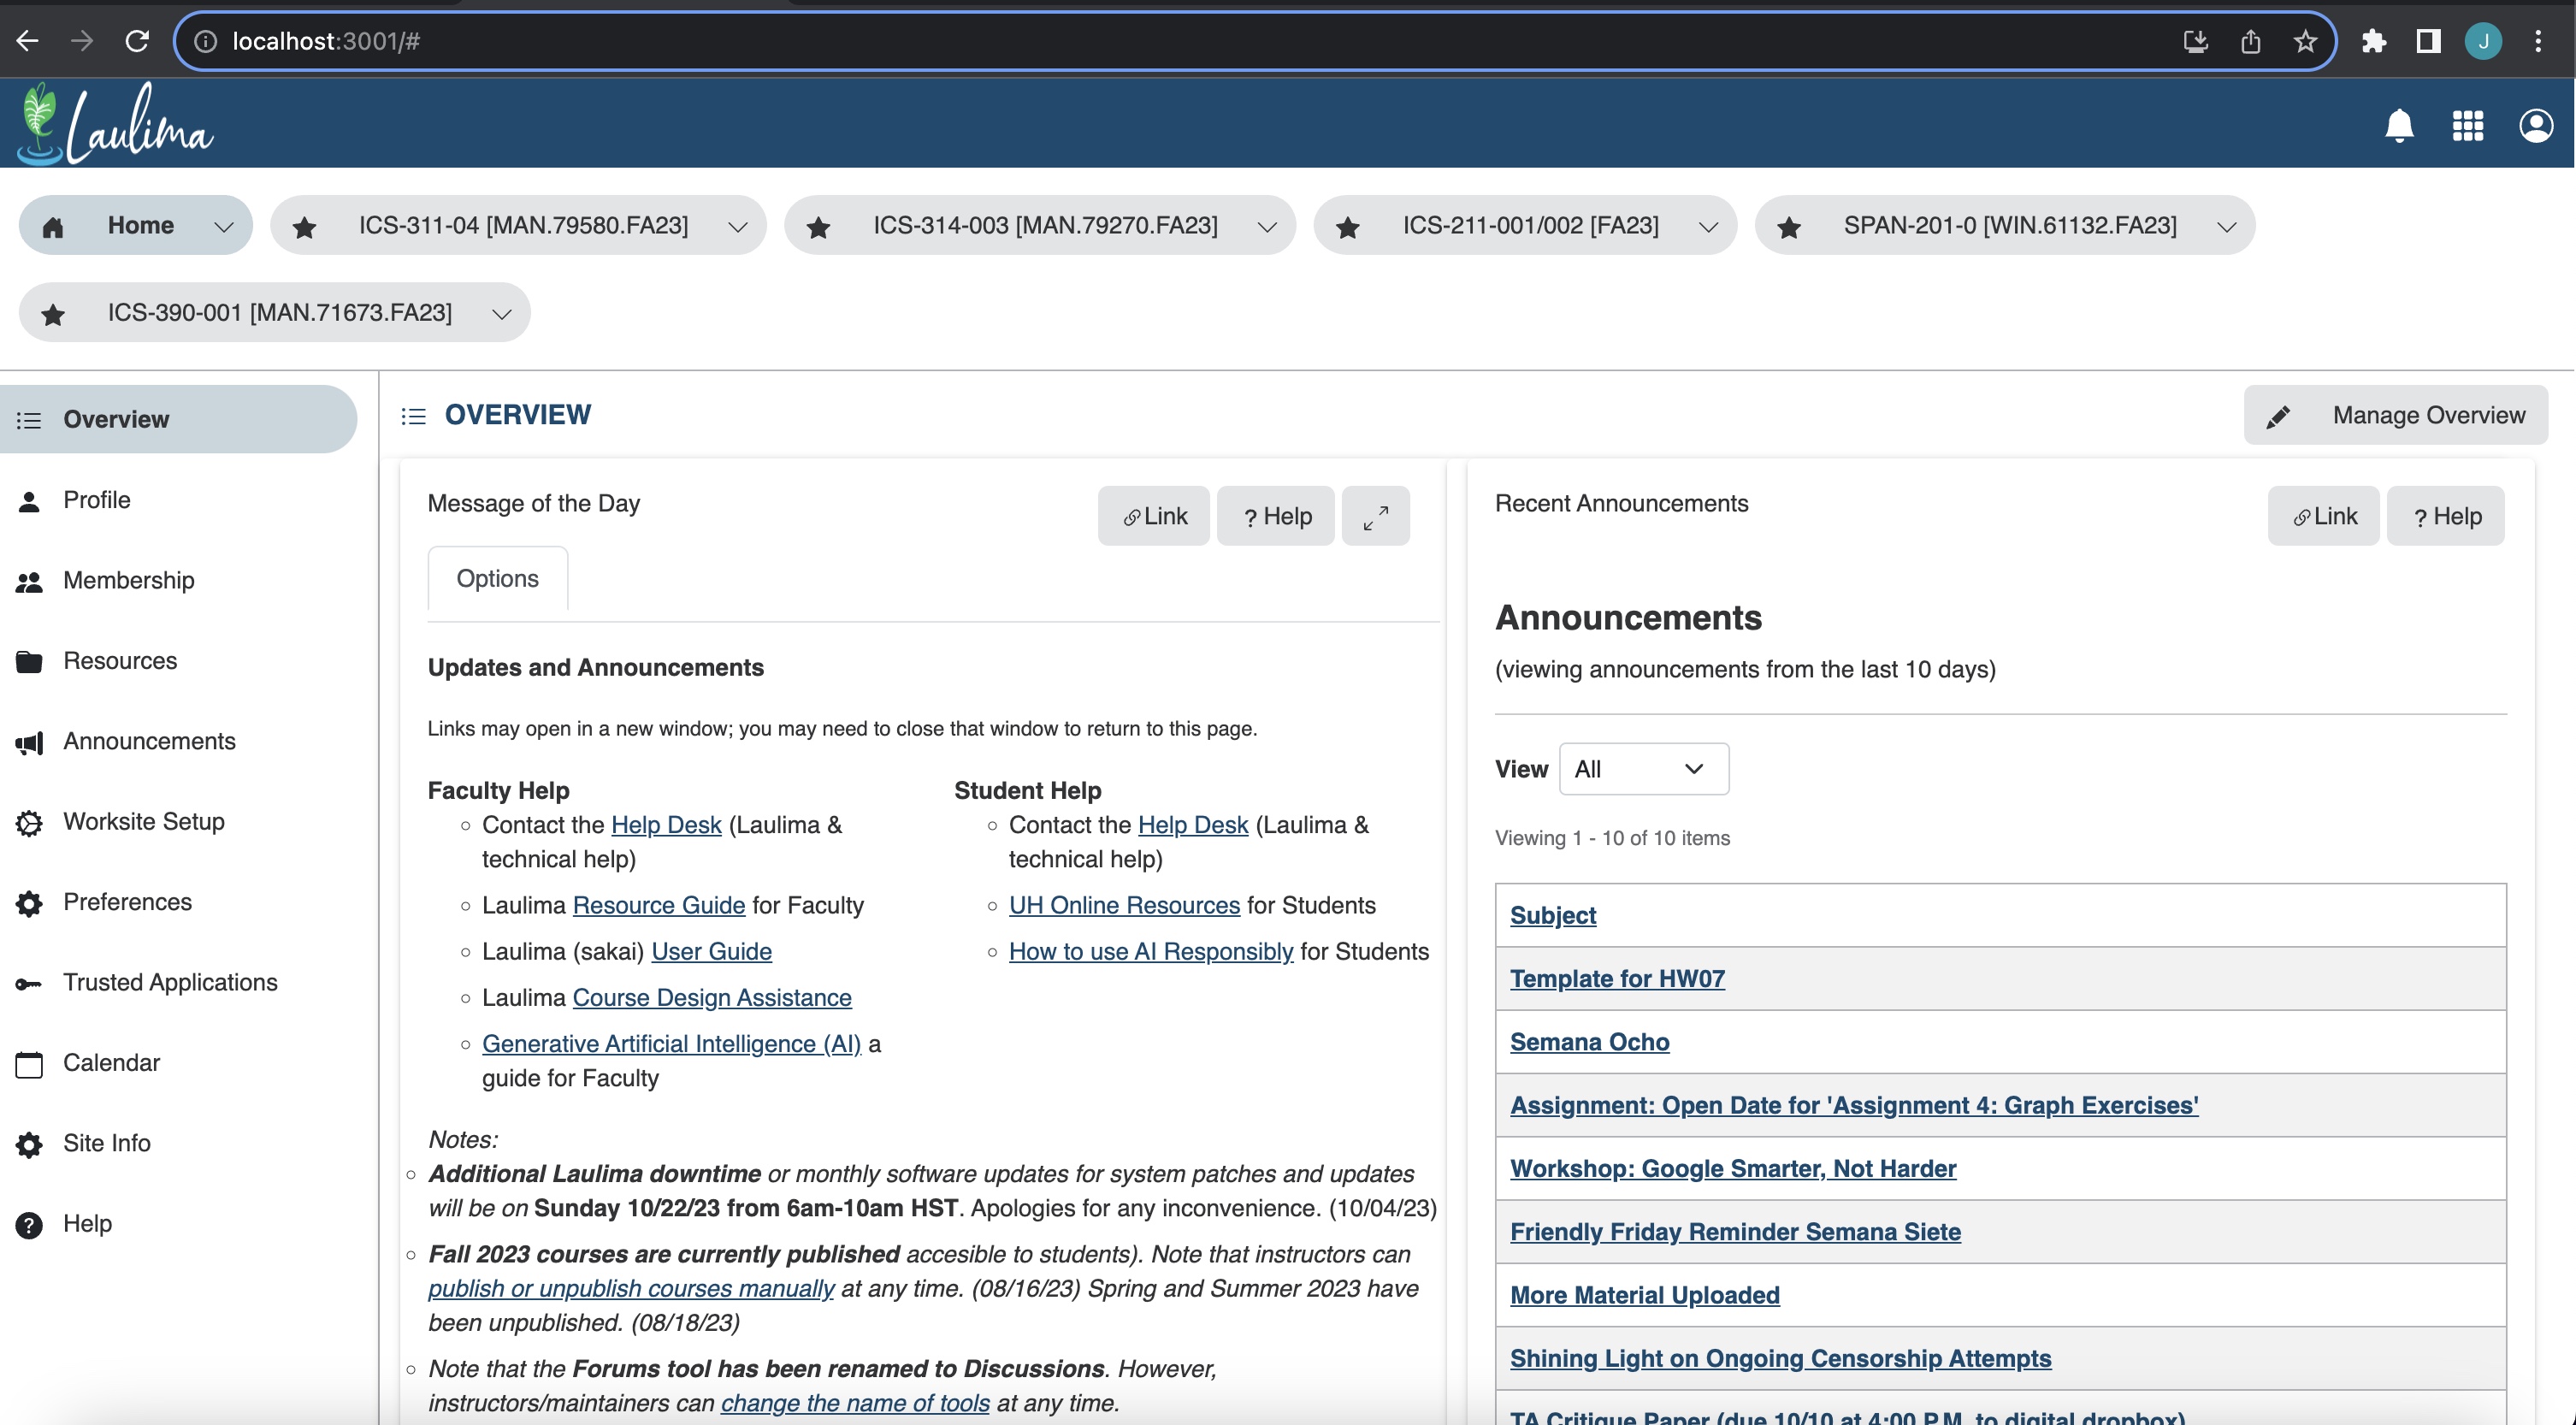 localhost:3001/#
J
Laulima
Home
ICS-311-04 [MAN.79580.FA23]
ICS-314-003 [MAN.79270.FA23]
ICS-211-001/002 [FA23]
SPAN-201-0 [WIN.61132.FA23]
ICS-390-001 [MAN.71673.FA23]
Overview
Profile
Membership
Resources
Announcements
Worksite Setup
Preferences
Trusted Applications
Calendar
Site Info
Help
OVERVIEW
Manage Overview
Message of the Day
Link
? Help
Options
Updates and Announcements
Links may open in a new window; you may need to close that window to return to this page.
Faculty Help
Contact the Help Desk (Laulima &
technical help)
Laulima Resource Guide for Faculty
Laulima (sakai) User Guide
Laulima Course Design Assistance
Generative Artificial Intelligence (AI) a
guide for Faculty
Student Help
Contact the Help Desk (Laulima &
technical help)
UH Online Resources for Students
How to use AI Responsibly for Students
Notes:
Additional Laulima downtime or monthly software updates for system patches and updates
will be on Sunday 10/22/23 from 6am-10am HST. Apologies for any inconvenience. (10/04/23)
Fall 2023 courses are currently published accesible to students). Note that instructors can
publish or unpublish courses manually at any time. (08/16/23) Spring and Summer 2023 have
been unpublished. (08/18/23)
Note that the Forums tool has been renamed to Discussions. However,
instructors/maintainers can change the name of tools at any time.
Recent Announcements
Link
? Help
Announcements
(viewing announcements from the last 10 days)
View All
Viewing 1 - 10 of 10 items
Subject
Template for HW07
Semana Ocho
Assignment: Open Date for 'Assignment 4: Graph Exercises'
Workshop: Google Smarter, Not Harder
Friendly Friday Reminder Semana Siete
More Material Uploaded
Shining Light on Ongoing Censorship Attempts
TA Critique Paper (due 10/10 at 4:00 P.M. to digital dropbox)